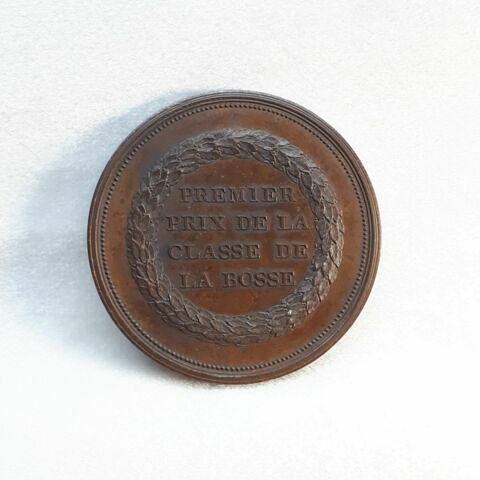 PREMIER
PRIX DE LA
CLASSE DE
LA BOSSE